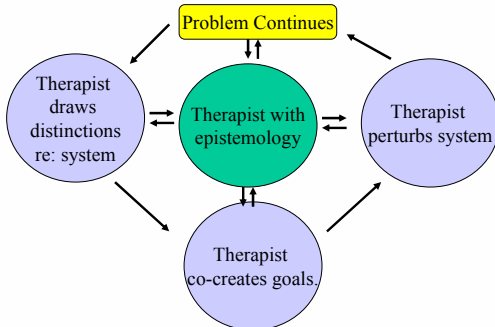 Problem Continues
Therapist
draws
distinctions
re: system
Therapist with
epistemology
Therapist
perturbs system
Therapist
co-creates goals.